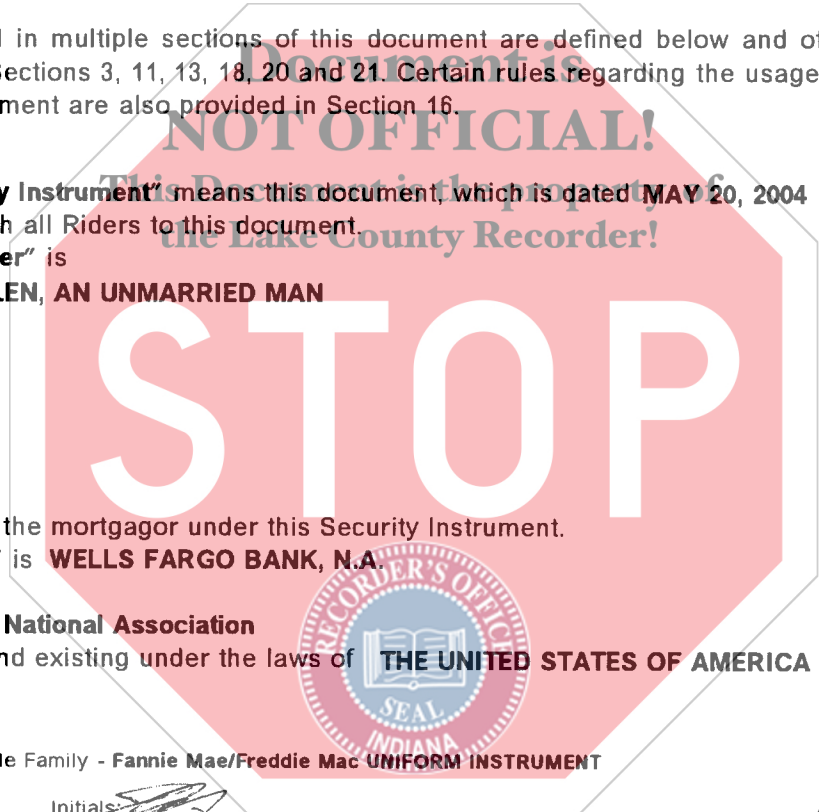 in multiple sections of this document are defined below and
Sections 3, 11, 13, 18, 20 and 21. Certain rules regarding the usage
Document is
ment are also provided in Section 16.
NOT OFFICIAL!
y Instrument" means this document, which is dated MAY 20, 2004
This Document is the property of
h all Riders to this document.
the Lake County Recorder!
er" is
LEN, AN UNMARRIED MAN
STOP
the mortgagor under this Security Instrument.
is WELLS FARGO BANK, N.A.
RECORDER'S OFFICE
National Association
nd existing under the laws of THE UNITED STATES OF AMERICA
SEAL
INDIANA
le Family - Fannie Mae/Freddie Mac UNIFORM INSTRUMENT
Initials: